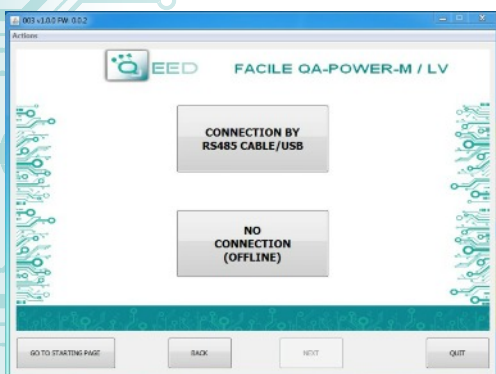 003 v1.0.0 FW: 0.0.2
Actions
QEED
FACILE QA-POWER-M / LV
CONNECTION BY
RS485 CABLE/USB
NO
CONNECTION
(OFFLINE)
GO TO STARTING PAGE
BACK
NEXT
QUIT